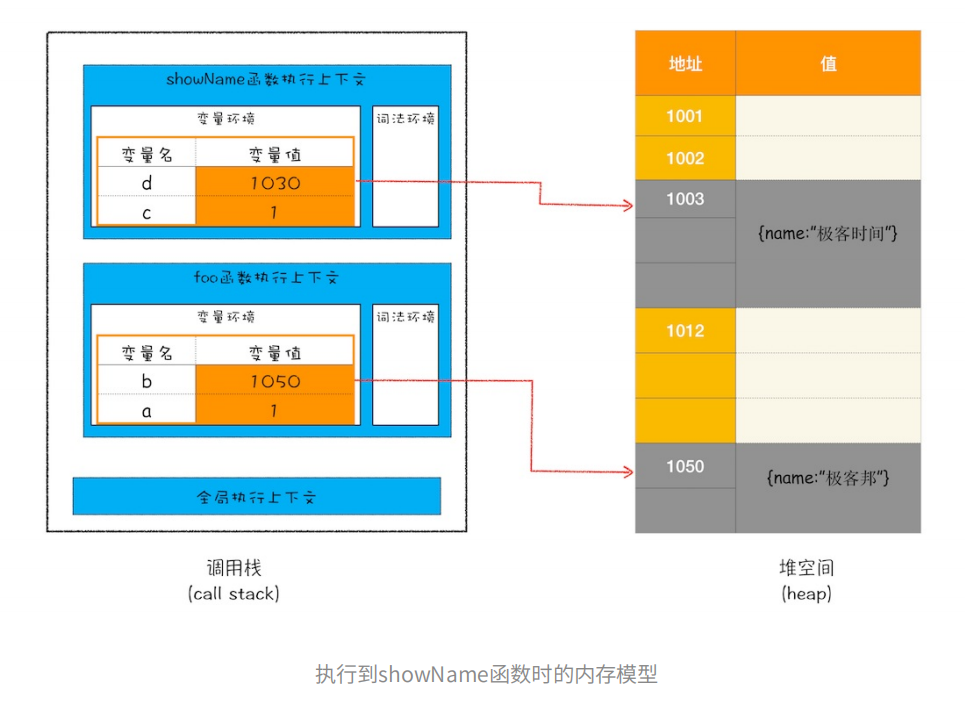 showName函数执行上下文
变量环境
词法环境
变量名 变量值
d 1030
c 1
foo函数执行上下文
变量环境
词法环境
变量名 变量值
b 1050
a 1
全局执行上下文
调用栈
(call stack)
地址 值
1001
1002
1003
{name:"极客时间"}
1012
1050
{name:"极客邦"}
堆空间
(heap)
执行到showName函数时的内存模型